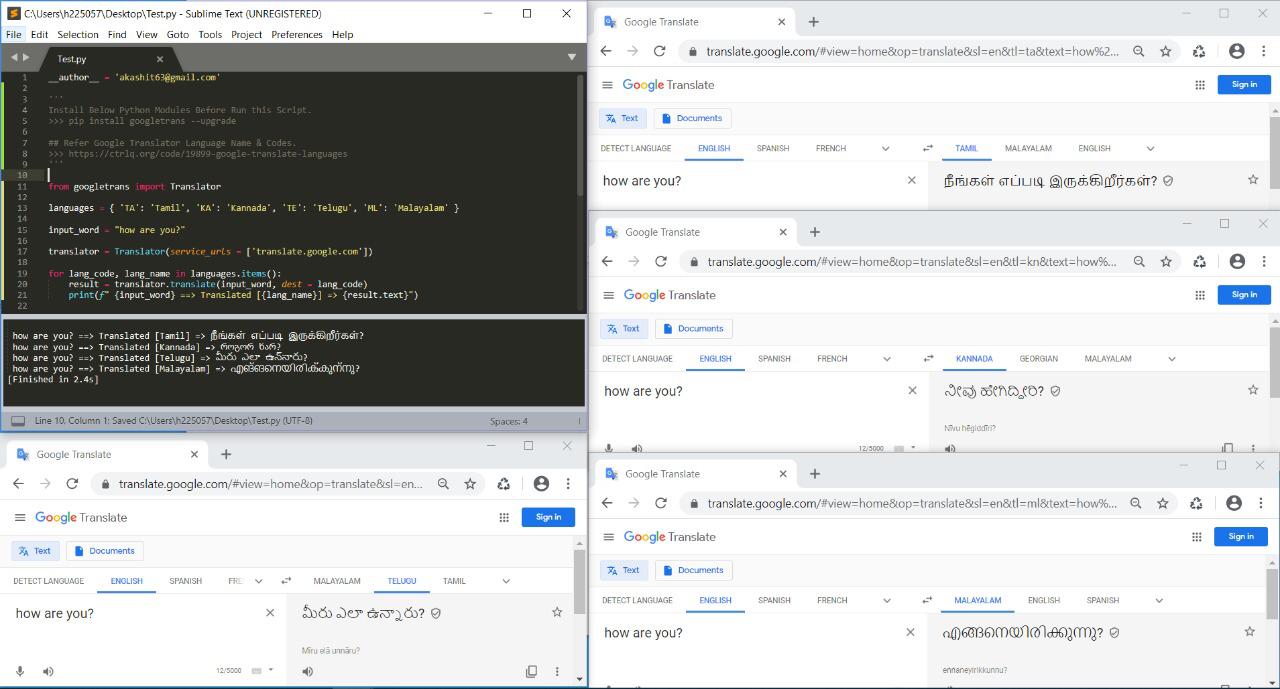 C:\Users\h225057\Desktop\Test.py - Sublime Text (UNREGISTERED)
File Edit Selection Find View Goto Tools Project Preferences Help
Test.py
1 __author__ = 'akashit63@gmail.com'
2
3 '''
4 Install Below Python Modules Before Run this Script.
5 >>> pip install googletrans --upgrade
6
7 ## Refer Google Translator Language Name & Codes.
8 >>> https://ctrlq.org/code/19899-google-translate-languages
9 '''
10
11 from googletrans import Translator
12
13 languages = { 'TA': 'Tamil', 'KA': 'Kannada', 'TE': 'Telugu', 'ML': 'Malayalam' }
14
15 input_word = "how are you?"
16
17 translator = Translator(service_urls = ['translate.google.com'])
18
19 for lang_code, lang_name in languages.items():
20 result = translator.translate(input_word, dest = lang_code)
21 print(f" {input_word} ==> Translated [{lang_name}] => {result.text}")
22
how are you? ==> Translated [Tamil] => நீங்கள் எப்படி இருக்கிறீர்கள்?
how are you? ==> Translated [Kannada] =>
how are you? ==> Translated [Telugu] => మీరు ఎలా ఉన్నారు?
how are you? ==> Translated [Malayalam] => എങ്ങനെയിരിക്കുന്നു?
[Finished in 2.4s]
Line 10, Column 1: Saved C:\Users\h225057\Desktop\Test.py (UTF-8) Spaces: 4
Google Translate
translate.google.com/#view=home&op=translate&sl=en&tl=ta&text=how%2...
Google Translate Sign in
Text Documents
DETECT LANGUAGE ENGLISH SPANISH FRENCH TAMIL MALAYALAM ENGLISH
how are you? நீங்கள் எப்படி இருக்கிறீர்கள்?
Google Translate
translate.google.com/#view=home&op=translate&sl=en&tl=kn&text=how%...
Google Translate Sign in
Text Documents
DETECT LANGUAGE ENGLISH SPANISH FRENCH KANNADA GEORGIAN MALAYALAM
how are you? ನೀವು ಹೇಗಿದ್ದೀರಿ?
Nīvu hēgiddīri?
12/5000
Google Translate
translate.google.com/#view=home&op=translate&sl=en...
Google Translate Sign in
Text Documents
DETECT LANGUAGE ENGLISH SPANISH FRE MALAYALAM TELUGU TAMIL
how are you? మీరు ఎలా ఉన్నారు?
Mīru elā unnāru?
12/5000
Google Translate
translate.google.com/#view=home&op=translate&sl=en&tl=ml&text=how%...
Google Translate Sign in
Text Documents
DETECT LANGUAGE ENGLISH SPANISH FRENCH MALAYALAM ENGLISH SPANISH
how are you? എങ്ങനെയിരിക്കുന്നു?
eṅṅaneyirikkunnu?